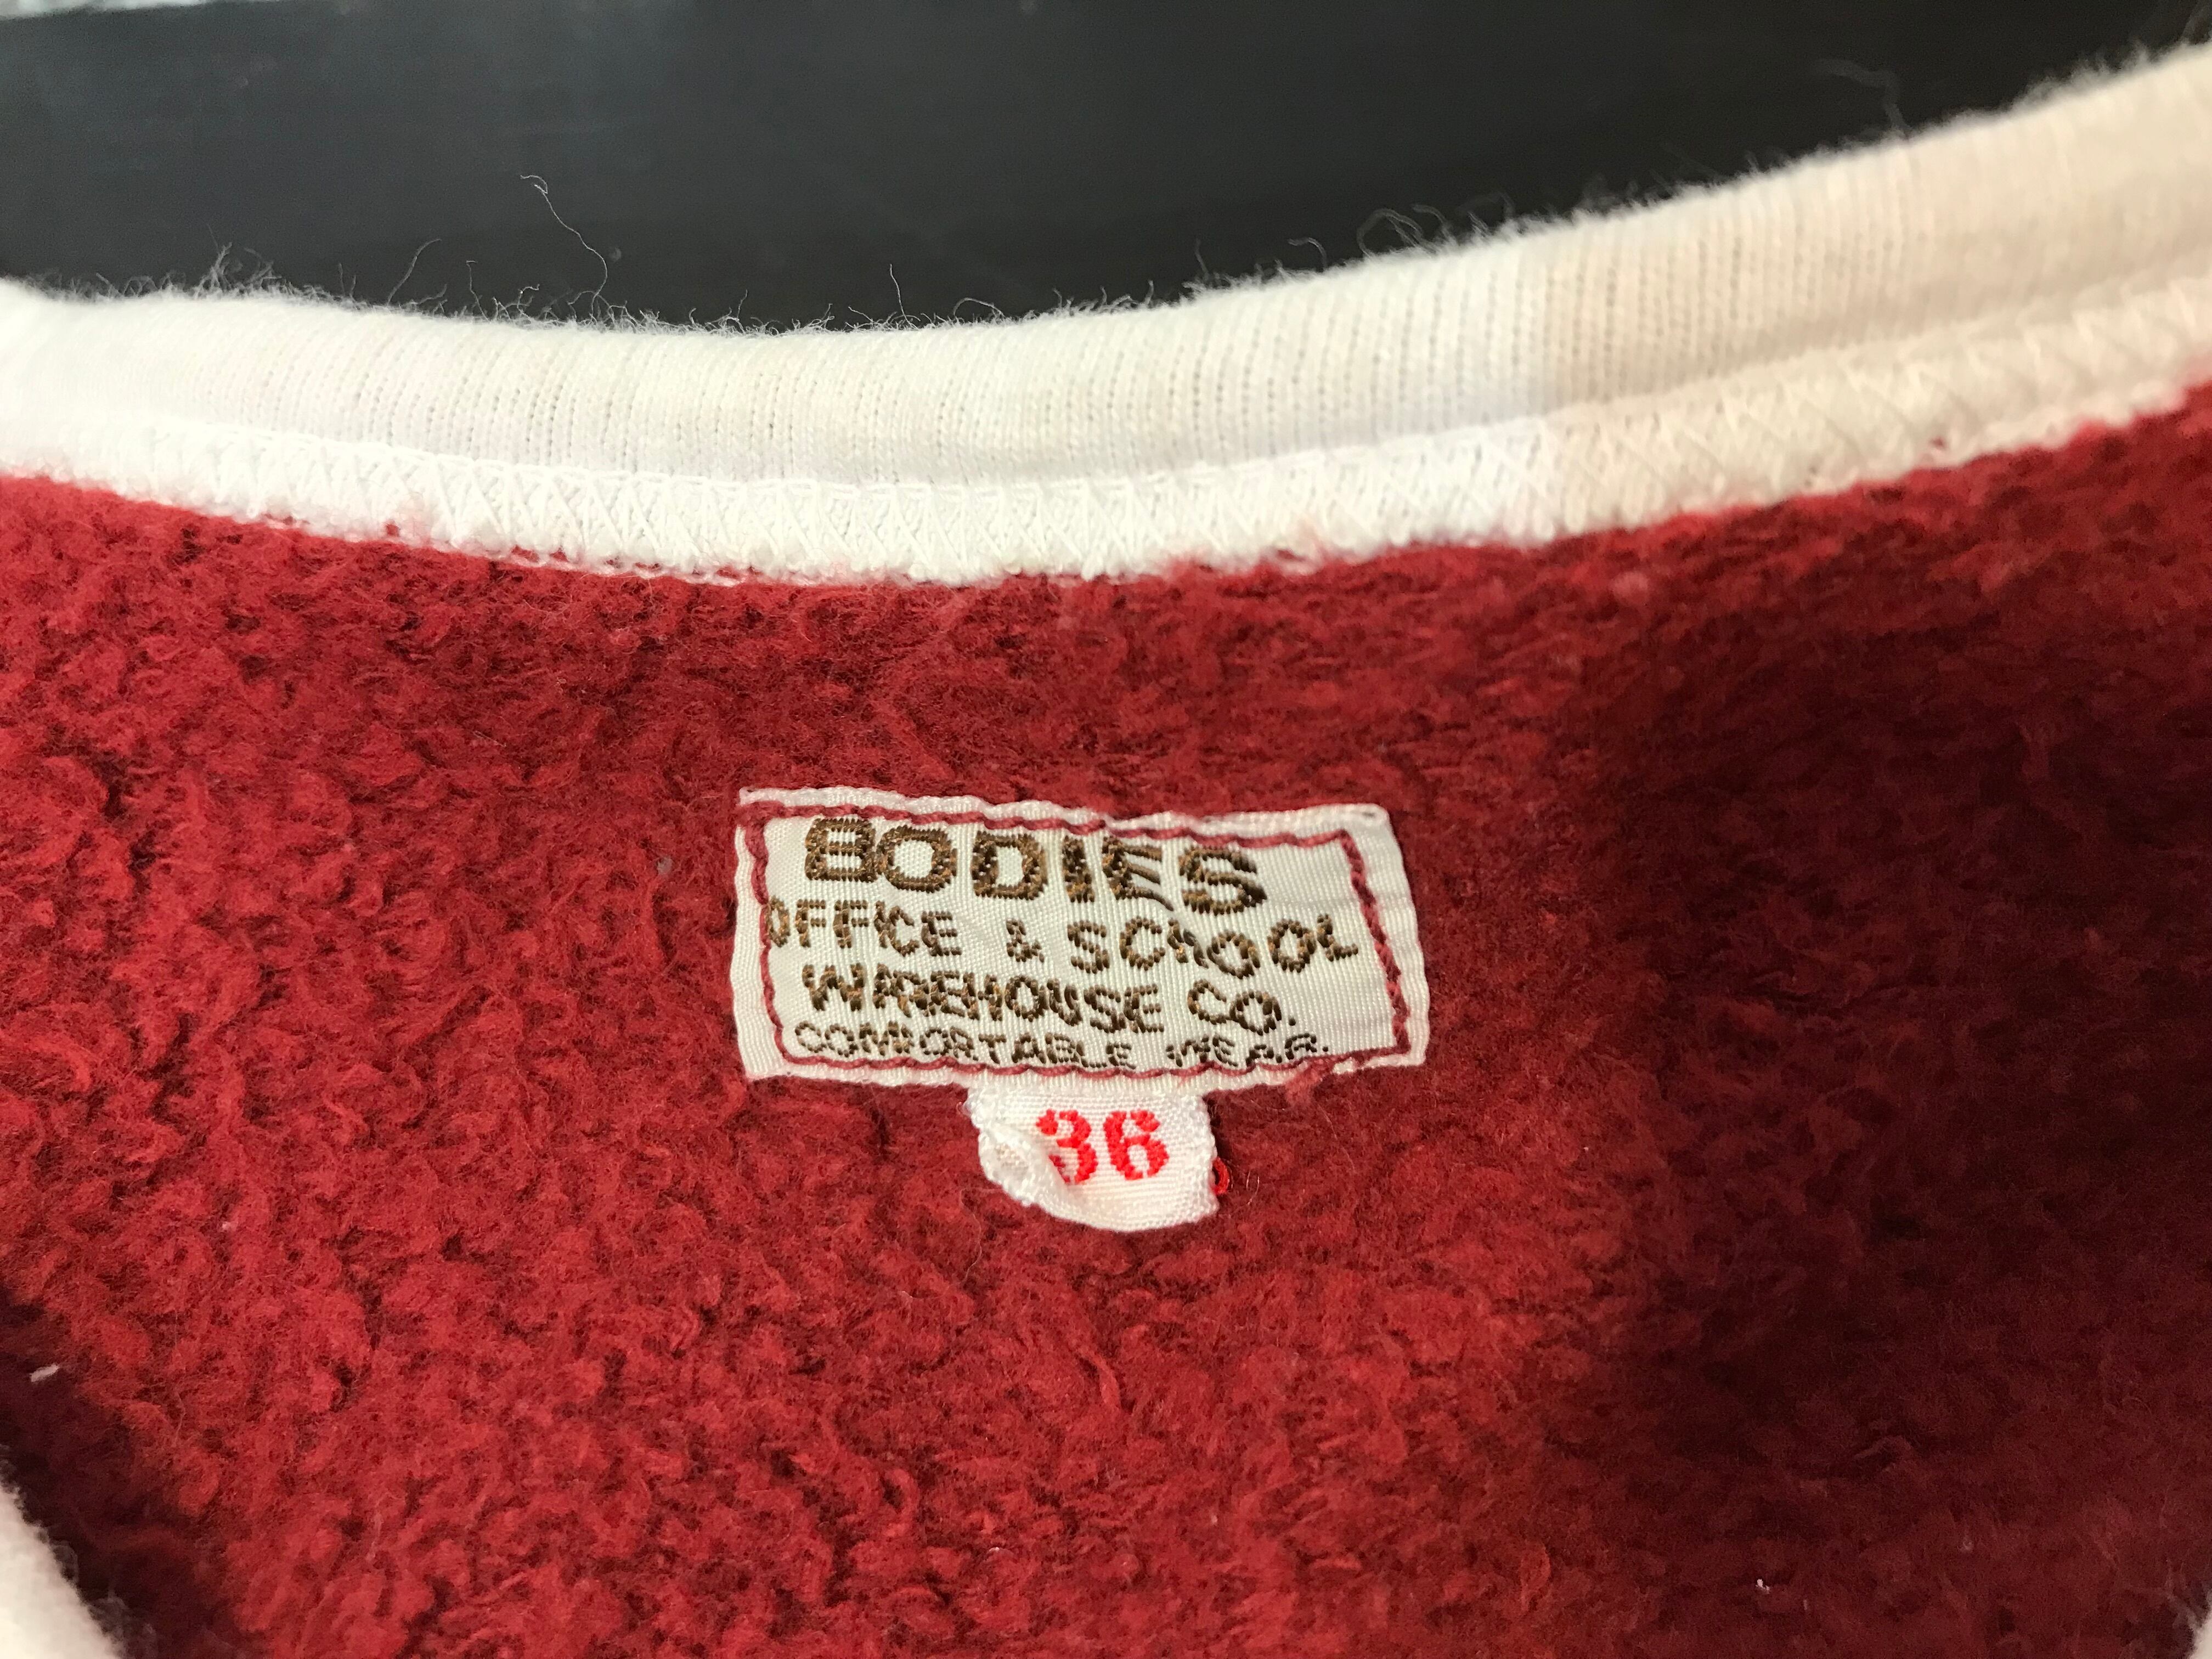 BODIES
OFFICE & SCHOOL
WAREHOUSE CO.
COMFORTABLE WEAR.
36